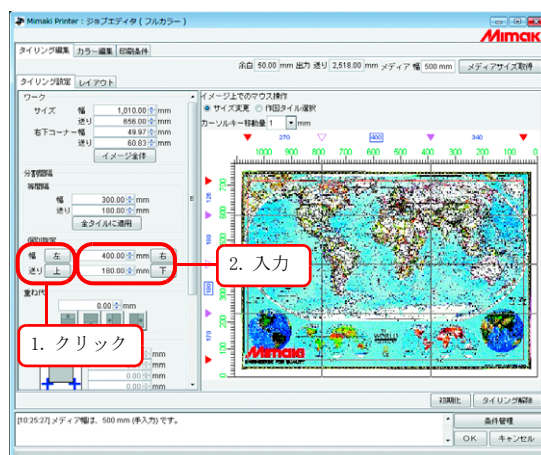 Mimaki Printer : ジョブエディタ ( フルカラー )
Mimaki
タイリング編集 カラー編集 印刷条件
余白 50.00 mm 出力 送り 2,518.00 mm メディア 幅 500 mm メディアサイズ取得
タイリング設定 レイアウト
ワーク
サイズ 幅 1,010.00 mm
送り 656.00 mm
右下コーナー幅 49.97 mm
送り 60.83 mm
イメージ全体
分割間隔
等間隔
幅 300.00 mm
送り 180.00 mm
全タイルに適用
個別指定
幅 左 400.00 mm 右
送り 上 180.00 mm 下
重ね代
0.00 mm
mm
0.00 mm
0.00 mm
イメージ上でのマウス操作
サイズ変更 作図タイル選択
カーソルキー移動量 1 mm
270 400 340
1000 900 800 700 600 500 400 300 200 100 0
126
180
180
170
Mimaki
1. クリック
2. 入力
初期化 タイリング解除
[10:25:27] メディア幅は、500 mm (手入力) です。
条件管理
OK キャンセル